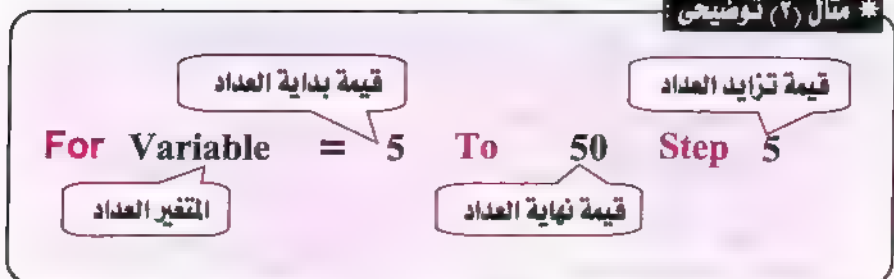 * مثال (٢) توضيحى :
قيمة بداية العداد
قيمة تزايد العداد
For Variable = 5 To 50 Step 5
المتغير العداد
قيمة نهاية العداد